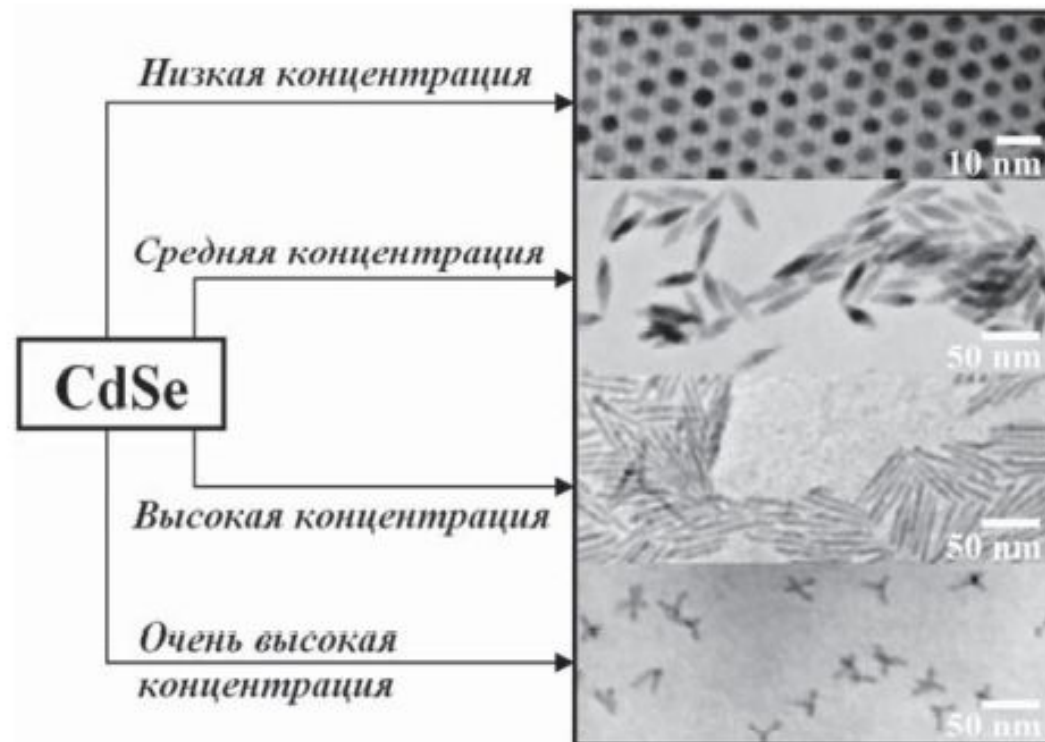 Низкая концентрация
10 nm
Средняя концентрация
50 nm
CdSe
Высокая концентрация
50 nm
Очень высокая
концентрация
50 nm